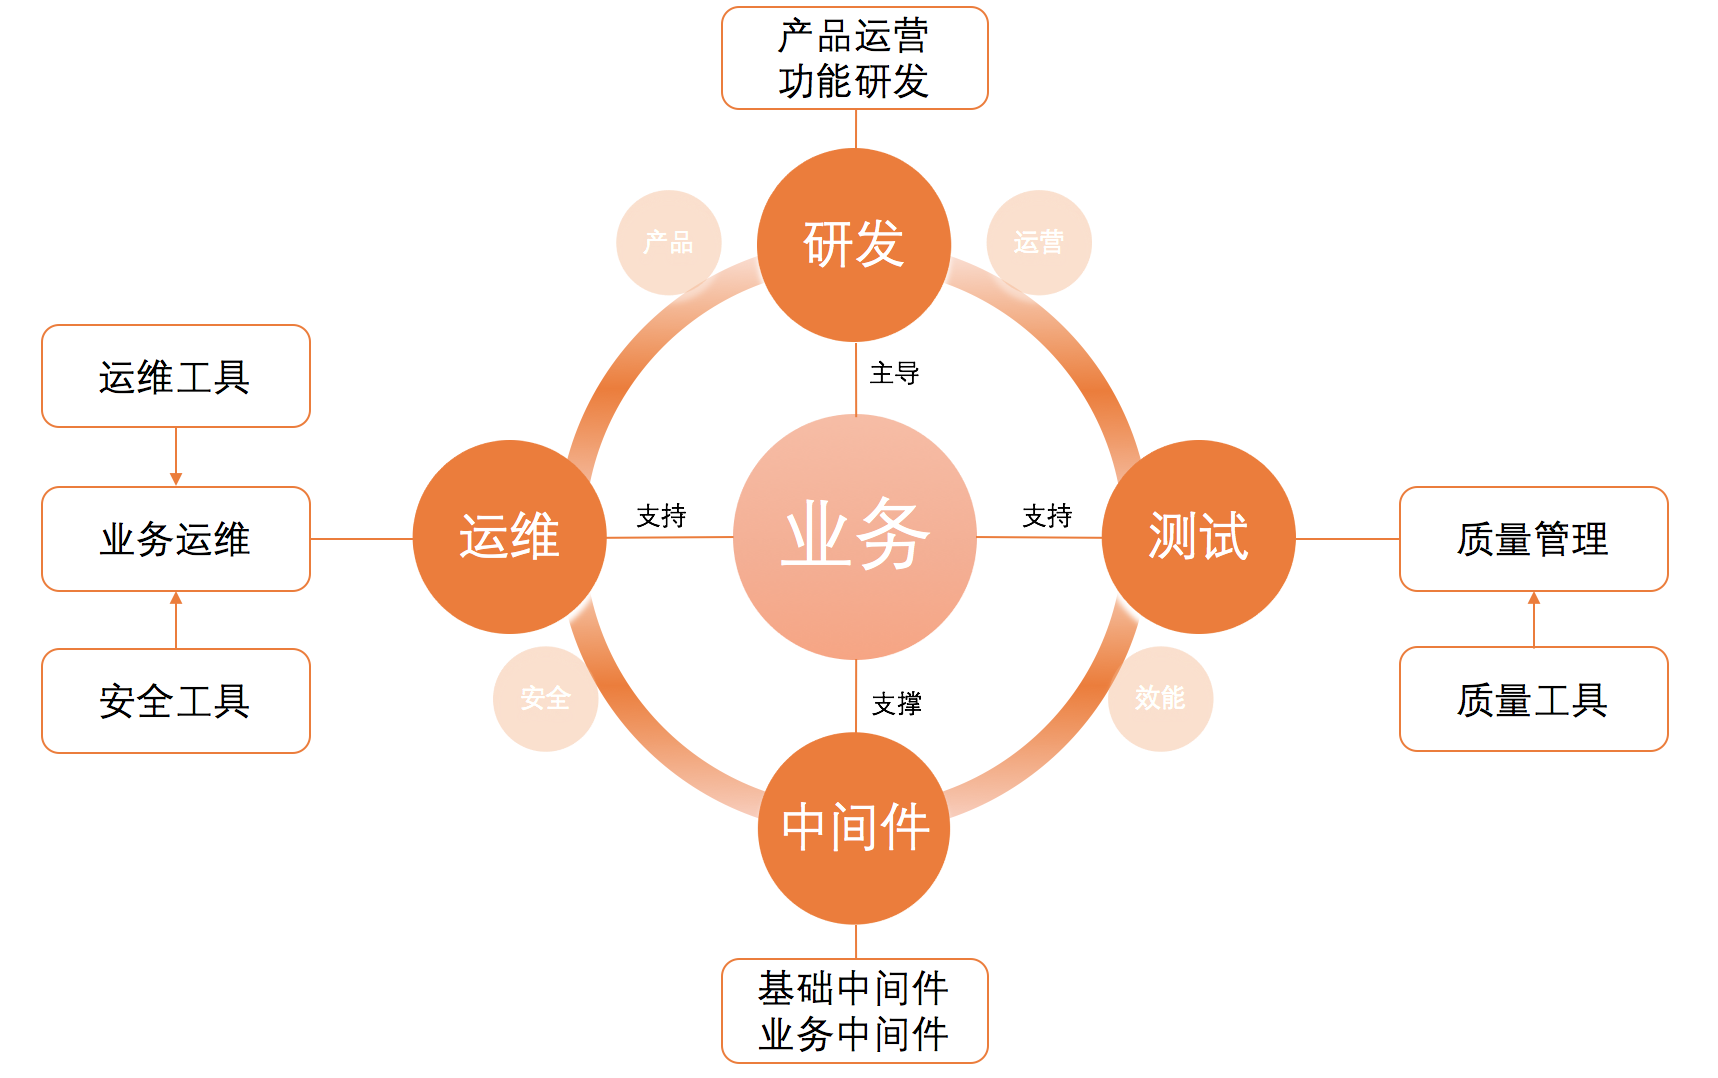 产品运营
功能研发
产品
研发
运营
主导
运维工具
业务运维
安全工具
运维
支持
业务
支持
测试
质量管理
质量工具
安全
支撑
效能
中间件
基础中间件
业务中间件